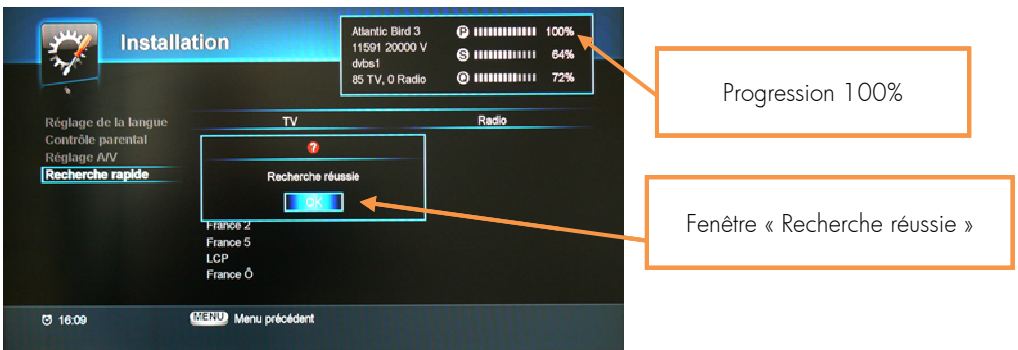 Installation
Atlantic Bird 3
11591 20000 V
dvbs1
85 TV, 0 Radio
P 100%
S 64%
Q 72%
Progression 100%
Réglage de la langue
Contrôle parental
Réglage A/V
Recherche rapide
TV Radio
?
Recherche réussie
OK
France 2
France 5
LCP
France Ô
Fenêtre « Recherche réussie »
16:09
MENU Menu précédent